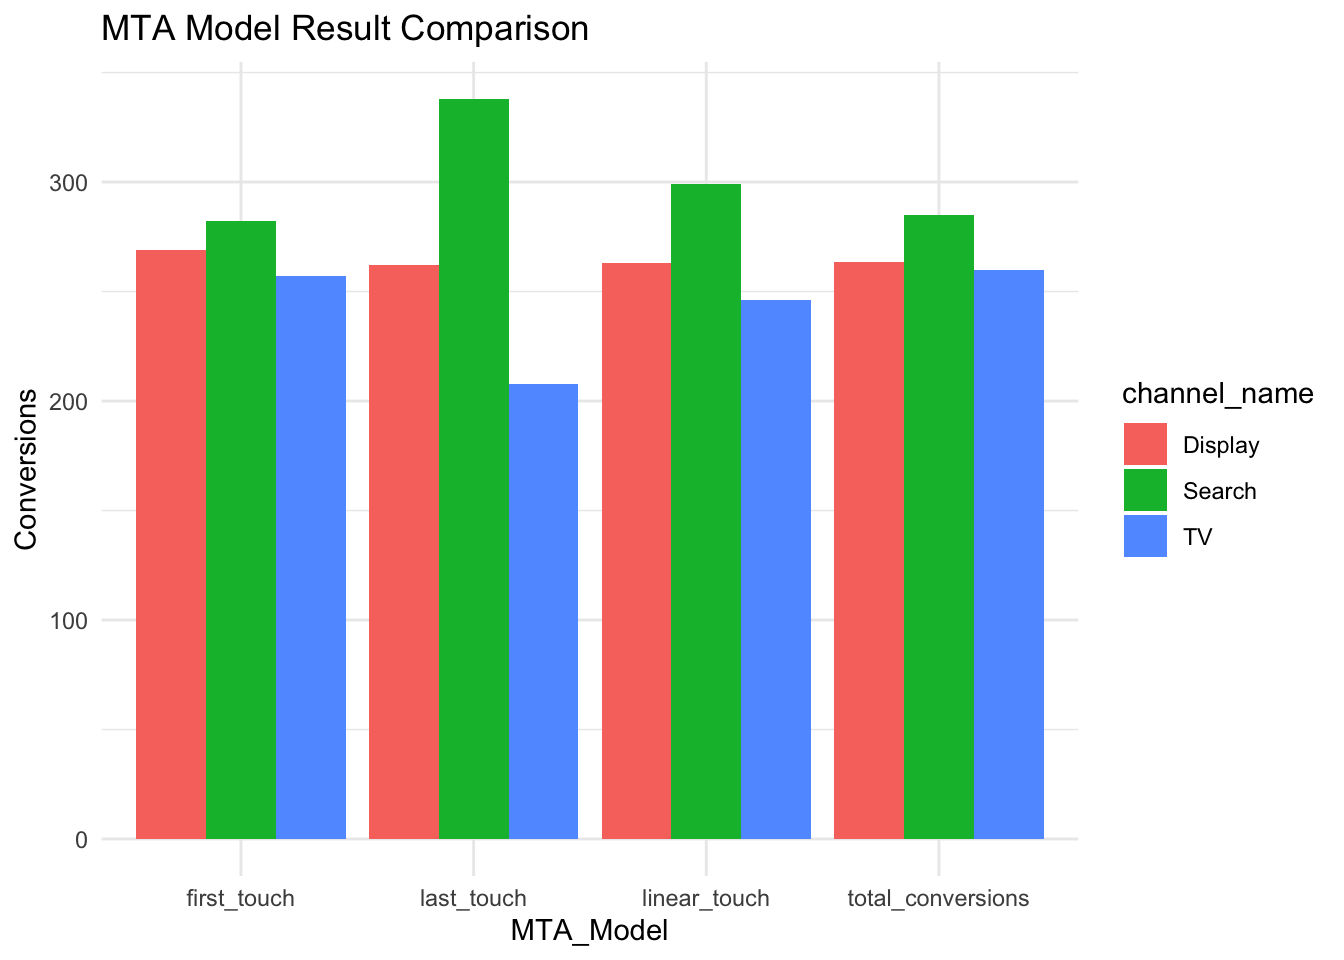 MTA Model Result Comparison
Conversions
300
200
100
0
first_touch last_touch linear_touch total_conversions
MTA_Model
channel_name
Display
Search
TV